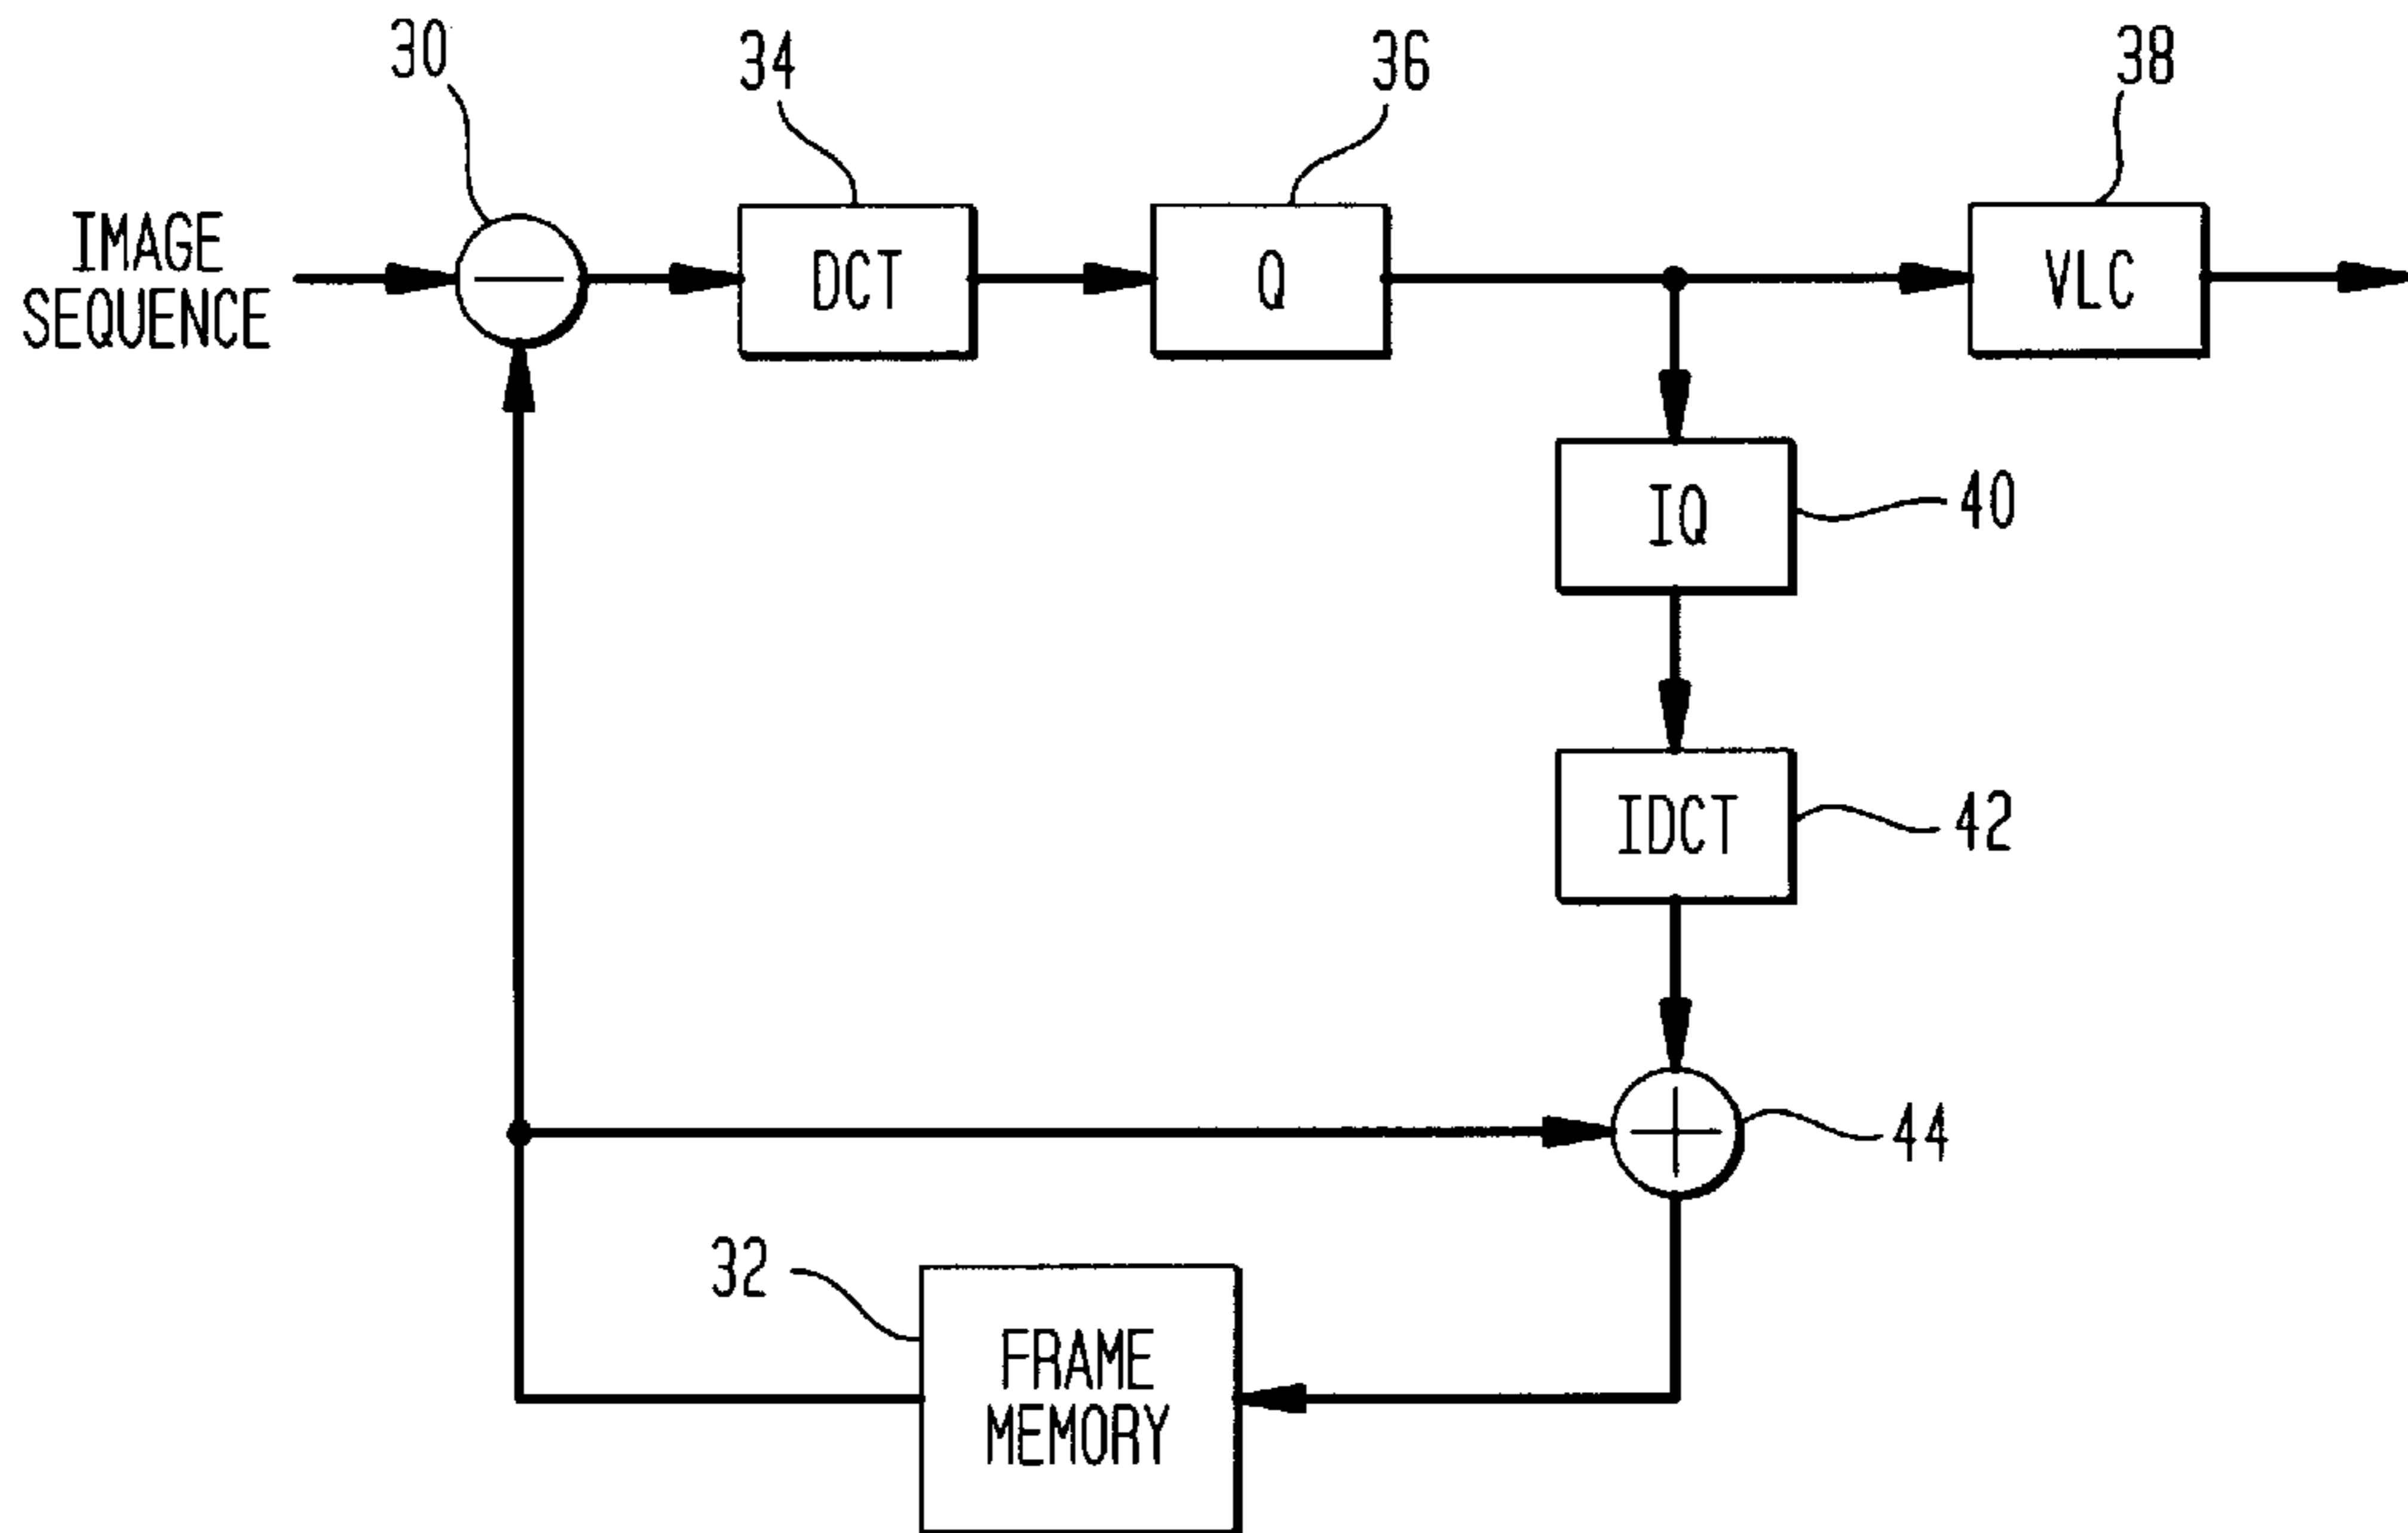 30
34
36
38
IMAGE
SEQUENCE
DCT
Q
VLC
IQ
40
IDCT
42
44
32
FRAME
MEMORY